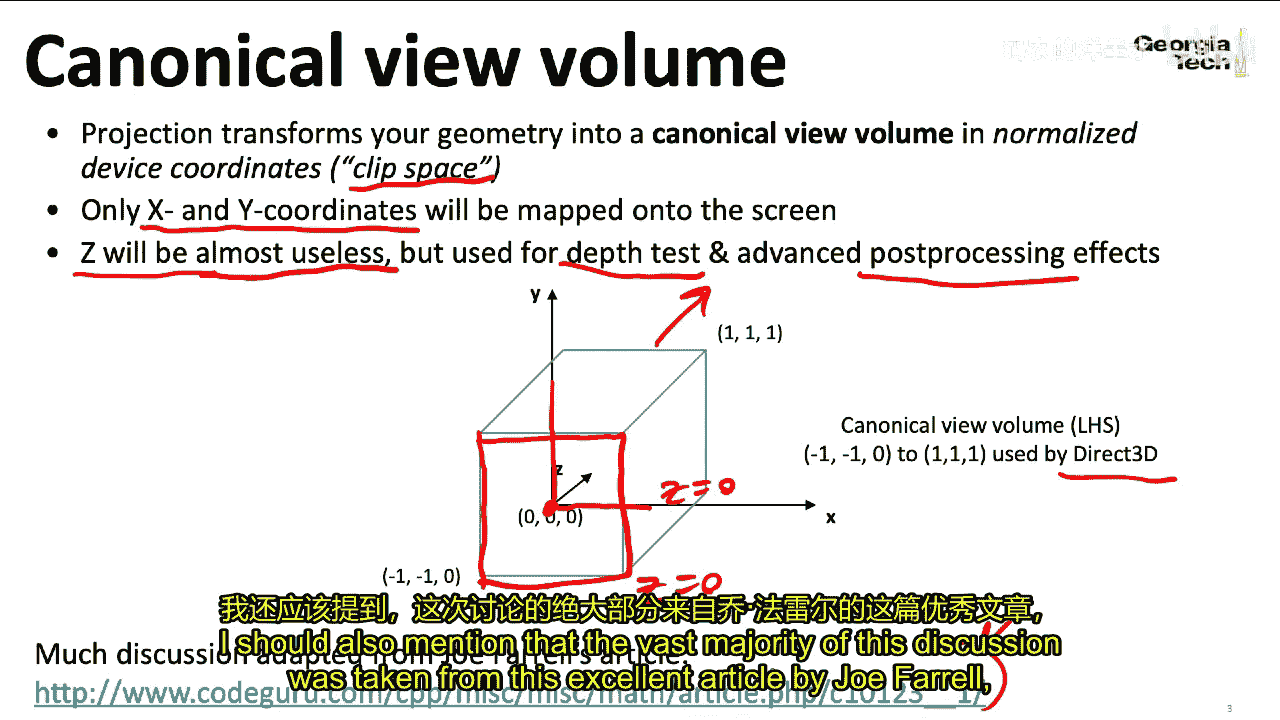 Canonical view volume
Georgia
Tech
• Projection transforms your geometry into a canonical view volume in normalized
device coordinates (“clip space”)
• Only X- and Y-coordinates will be mapped onto the screen
• Z will be almost useless, but used for depth test & advanced postprocessing effects
y
(1, 1, 1)
Canonical view volume (LHS)
(-1, -1, 0) to (1,1,1) used by Direct3D
z
z=0
(0, 0, 0)
x
(-1, -1, 0)
z=0
我还应该提到，这次讨论的绝大部分来自乔·法雷尔的这篇优秀文章，
I should also mention that the vast majority of this discussion
was taken from this excellent article by Joe Farrell,
Much discussion adapted from Joe Farrell's article:
http://www.codeguru.com/cpp/misc/misc/math/article.php/c10123__1/
3